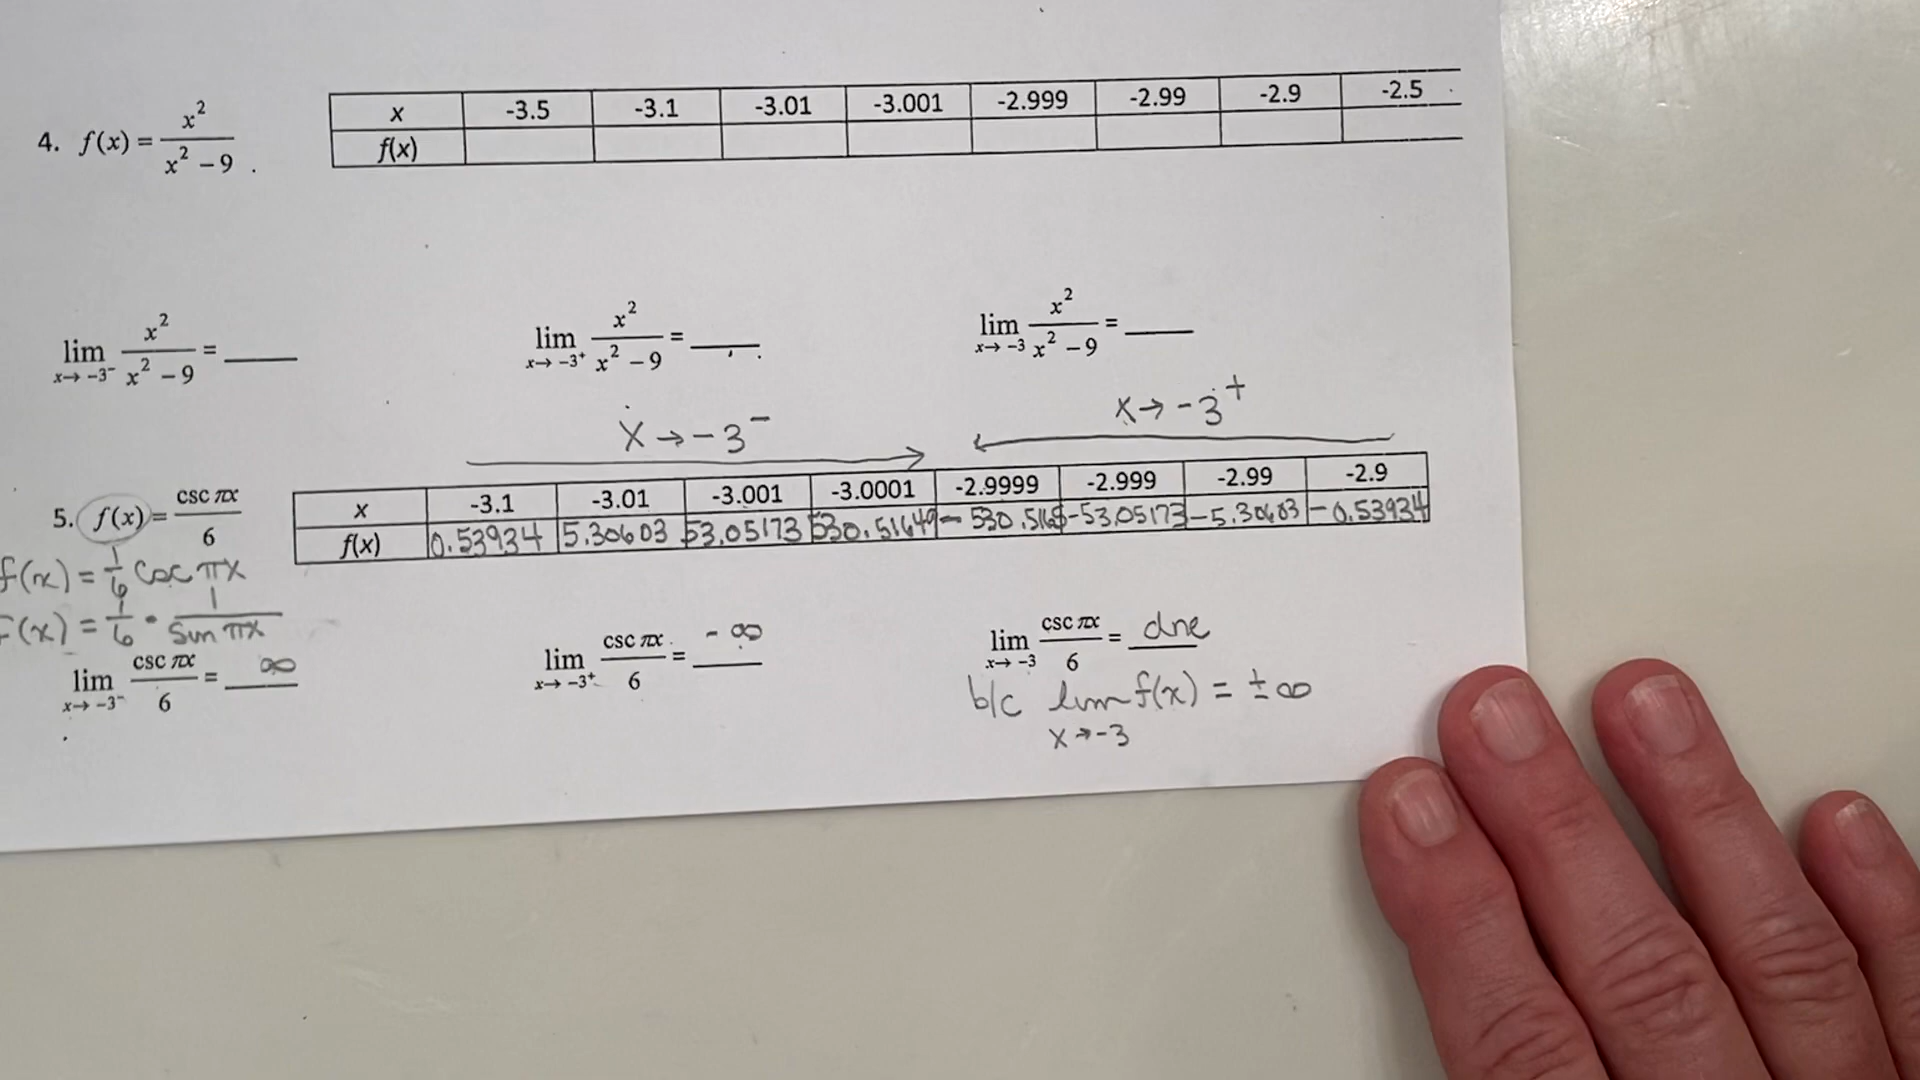 4. f(x) = x² / (x² − 9)
x -3.5 -3.1 -3.01 -3.001 -2.999 -2.99 -2.9 -2.5
f(x)
lim x→ -3⁻ x² / (x² − 9) = ____ lim x→ -3⁺ x² / (x² − 9) = ____ lim x→ -3 x² / (x² − 9) = ____
x → -3⁻ x → -3⁺
5. f(x) = csc πx / 6
x -3.1 -3.01 -3.001 -3.0001 -2.9999 -2.999 -2.99 -2.9
f(x) 0.53934 5.30603 53.05173 530.51649 -530.5165 -53.05173 -5.30603 -0.53934
f(x) = 1/6 csc πx
f(x) = 1/6 · 1 / sin πx
lim x→ -3⁻ csc πx / 6 = ∞ lim x→ -3⁺ csc πx / 6 = -∞ lim x→ -3 csc πx / 6 = dne
b/c lim x→-3 f(x) = ±∞